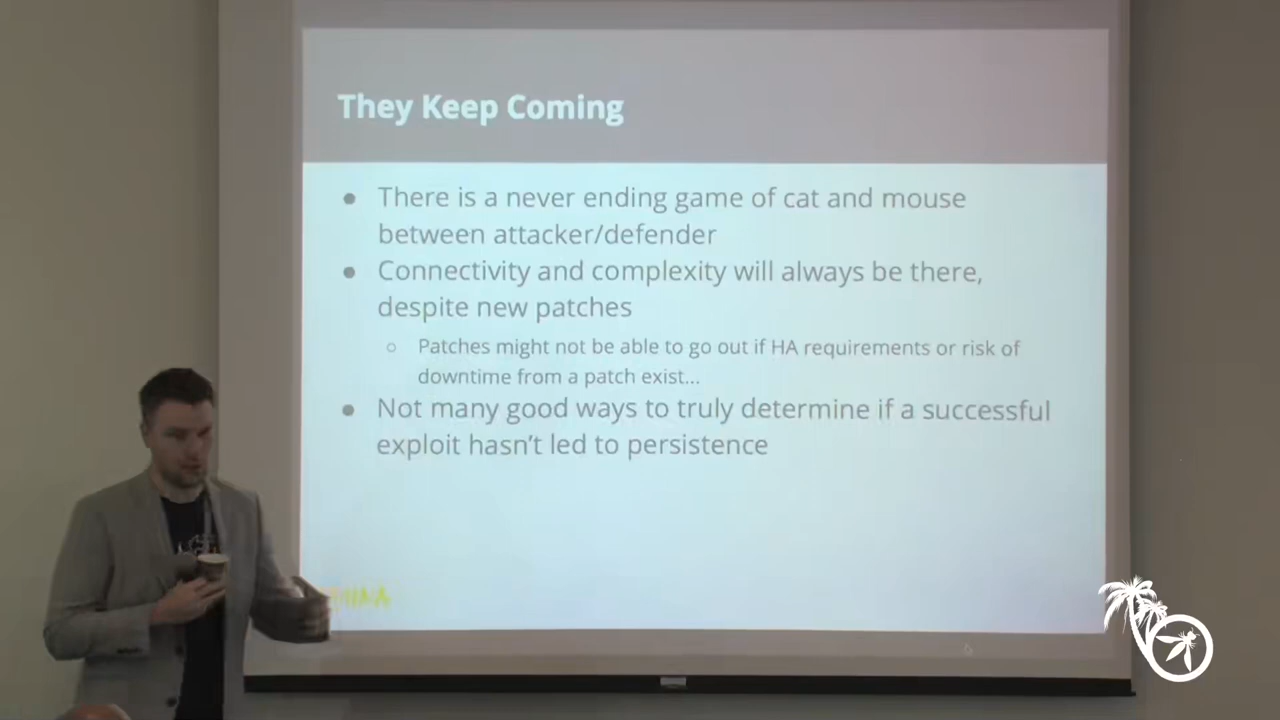 They Keep Coming
There is a never ending game of cat and mouse
between attacker/defender
Connectivity and complexity will always be there,
despite new patches
Patches might not be able to go out if HA requirements or risk of
downtime from a patch exist...
Not many good ways to truly determine if a successful
exploit hasn't led to persistence